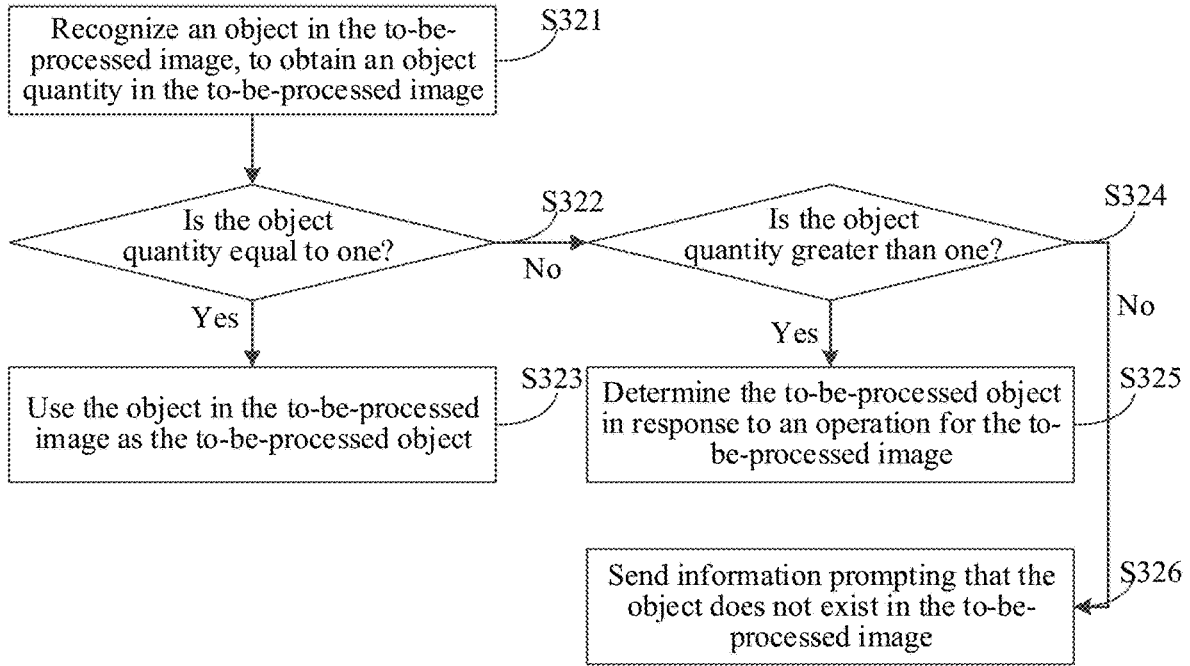 Recognize an object in the to-be-
processed image, to obtain an object
quantity in the to-be-processed image
S321
Is the object
quantity equal to one?
S322
No
Is the object
quantity greater than one?
S324
No
Yes
Yes
Use the object in the to-be-processed
image as the to-be-processed object
S323
Determine the to-be-processed object
in response to an operation for the to-
be-processed image
S325
Send information prompting that the
object does not exist in the to-be-
processed image
S326